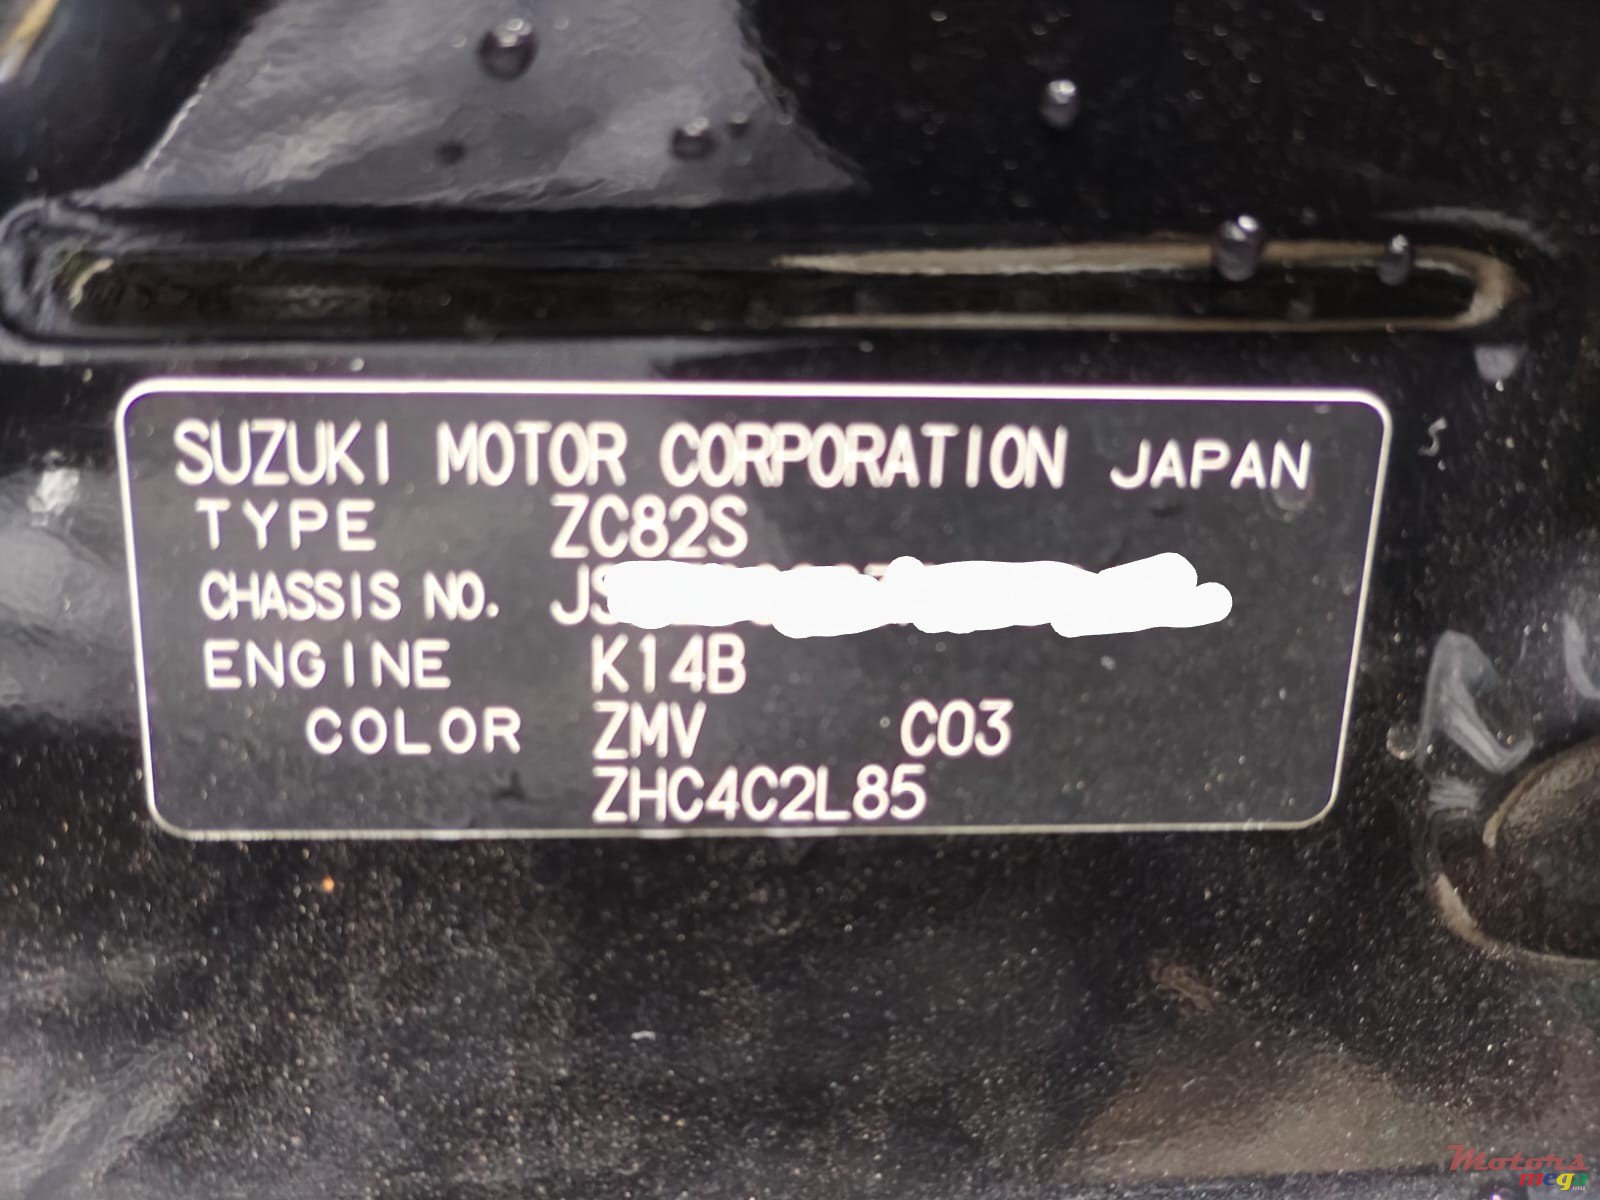 SUZUKI MOTOR CORPORATION JAPAN
TYPE ZC82S
CHASSIS NO. JS
ENGINE K14B
COLOR ZMV C03
ZHC4C2L85
Motors
mega